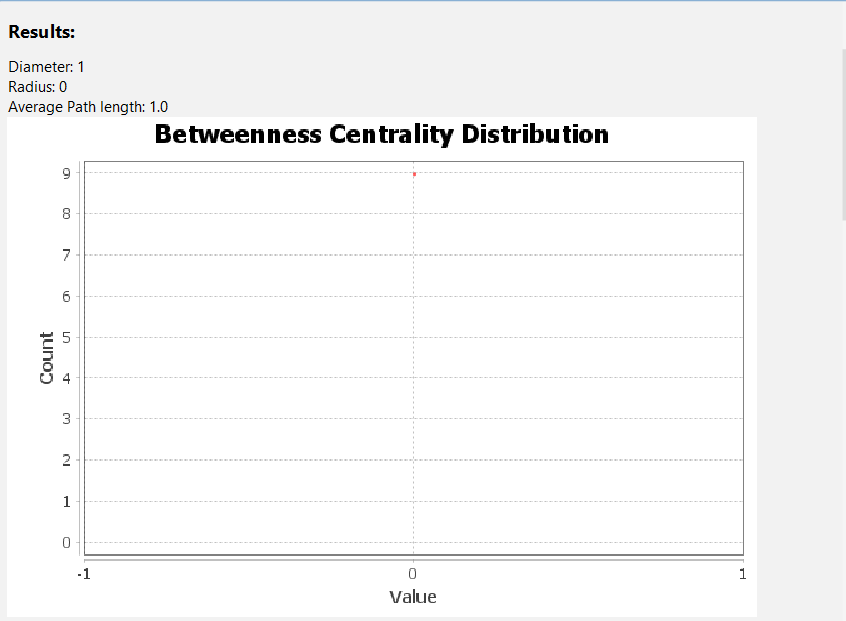 Results:
Diameter: 1
Radius: 0
Average Path length: 1.0
Betweenness Centrality Distribution
9
8
7
6
5
4
3
2
1
0
Count
-1 0 1
Value